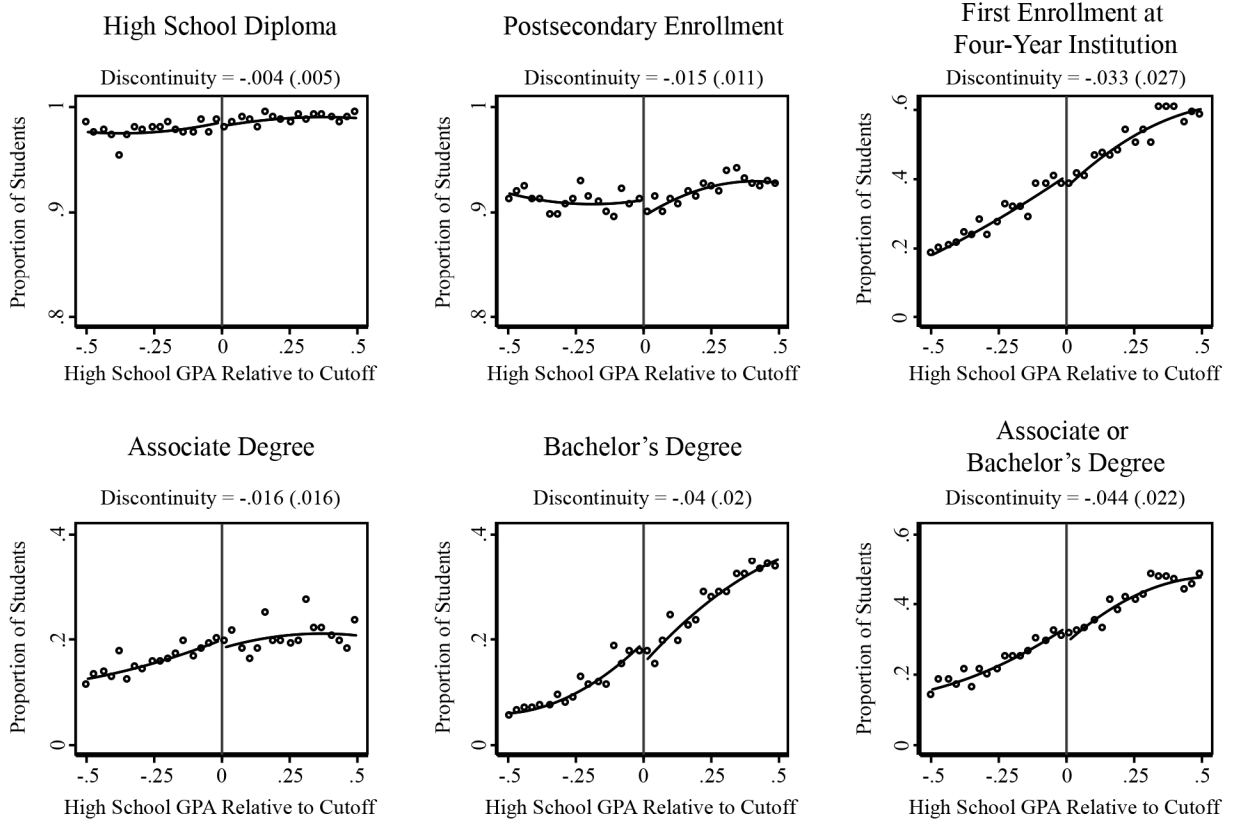 High School Diploma
Discontinuity = -.004 (.005)
Proportion of Students
1
.9
.8
-.5 -.25 0 .25 .5
High School GPA Relative to Cutoff
Postsecondary Enrollment
Discontinuity = -.015 (.011)
Proportion of Students
1
.9
.8
-.5 -.25 0 .25 .5
High School GPA Relative to Cutoff
First Enrollment at
Four-Year Institution
Discontinuity = -.033 (.027)
Proportion of Students
.6
.4
.2
0
-.5 -.25 0 .25 .5
High School GPA Relative to Cutoff
Associate Degree
Discontinuity = -.016 (.016)
Proportion of Students
.4
.2
0
-.5 -.25 0 .25 .5
High School GPA Relative to Cutoff
Bachelor’s Degree
Discontinuity = -.04 (.02)
Proportion of Students
.4
.2
0
-.5 -.25 0 .25 .5
High School GPA Relative to Cutoff
Associate or
Bachelor’s Degree
Discontinuity = -.044 (.022)
Proportion of Students
.6
.4
.2
0
-.5 -.25 0 .25 .5
High School GPA Relative to Cutoff